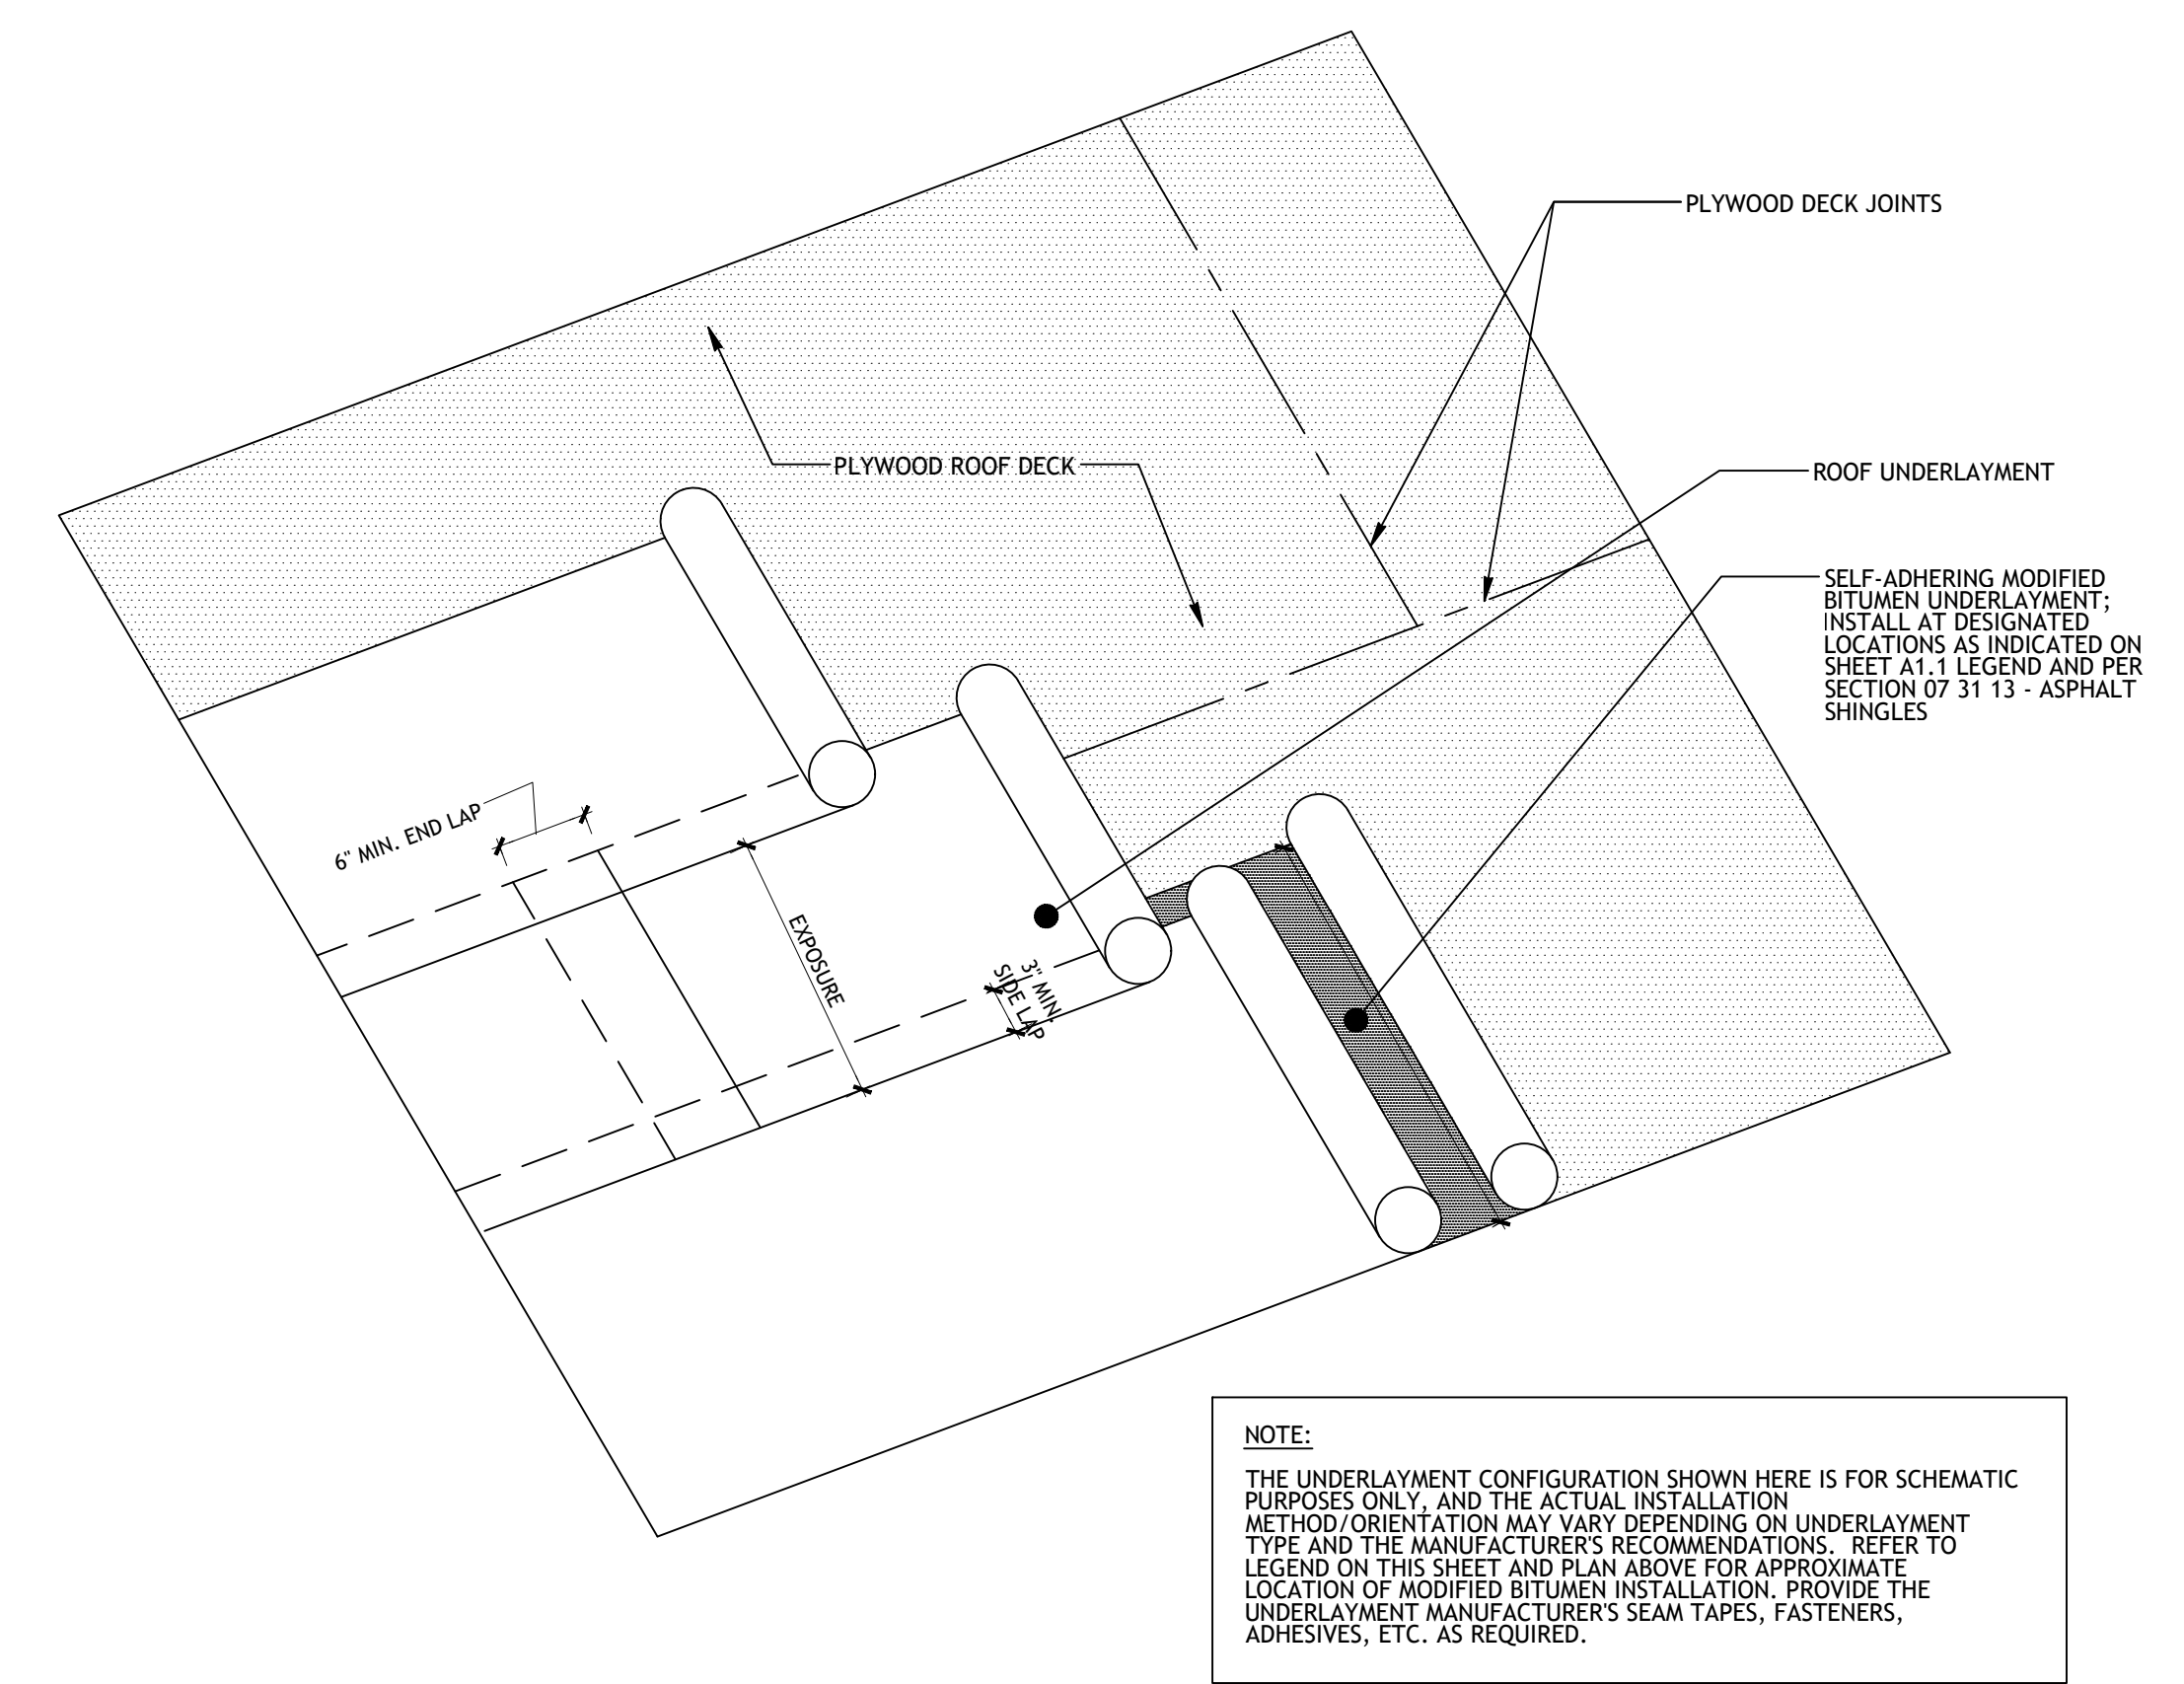 PLYWOOD DECK JOINTS
PLYWOOD ROOF DECK
ROOF UNDERLAYMENT
SELF-ADHERING MODIFIED
BITUMEN UNDERLAYMENT;
INSTALL AT DESIGNATED
LOCATIONS AS INDICATED ON
SHEET A1.1 LEGEND AND PER
SECTION 07 31 13 - ASPHALT
SHINGLES
6" MIN. END LAP
EXPOSURE
3" MIN.
SIDE LAP
NOTE:
THE UNDERLAYMENT CONFIGURATION SHOWN HERE IS FOR SCHEMATIC
PURPOSES ONLY, AND THE ACTUAL INSTALLATION
METHOD/ORIENTATION MAY VARY DEPENDING ON UNDERLAYMENT
TYPE AND THE MANUFACTURER'S RECOMMENDATIONS.  REFER TO
LEGEND ON THIS SHEET AND PLAN ABOVE FOR APPROXIMATE
LOCATION OF MODIFIED BITUMEN INSTALLATION. PROVIDE THE
UNDERLAYMENT MANUFACTURER'S SEAM TAPES, FASTENERS,
ADHESIVES, ETC. AS REQUIRED.